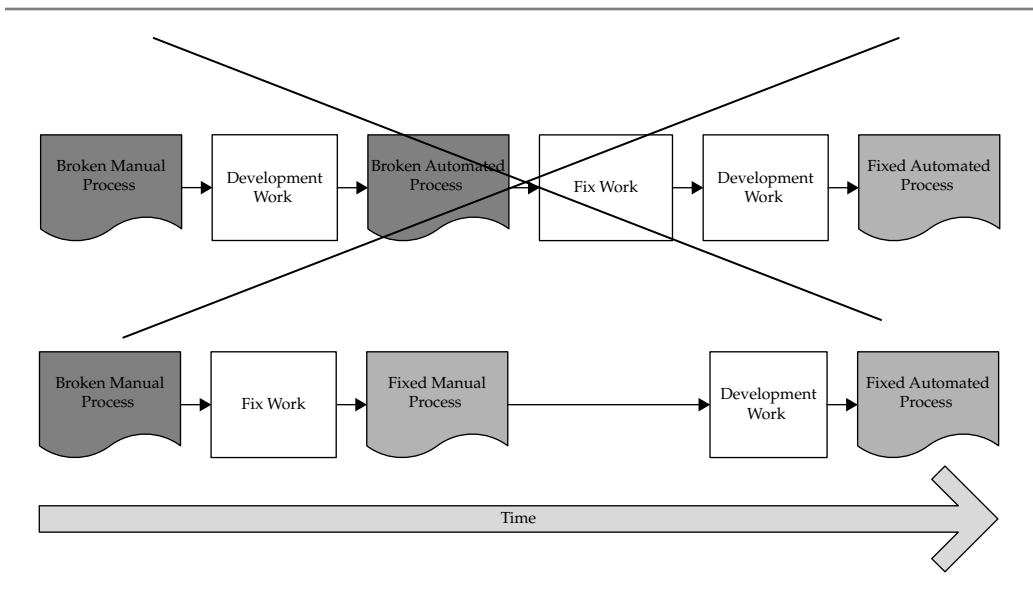 Broken Manual
Process
Development
Work
Broken Automated
Process
Fix Work
Development
Work
Fixed Automated
Process
Broken Manual
Process
Fix Work
Fixed Manual
Process
Development
Work
Fixed Automated
Process
Time